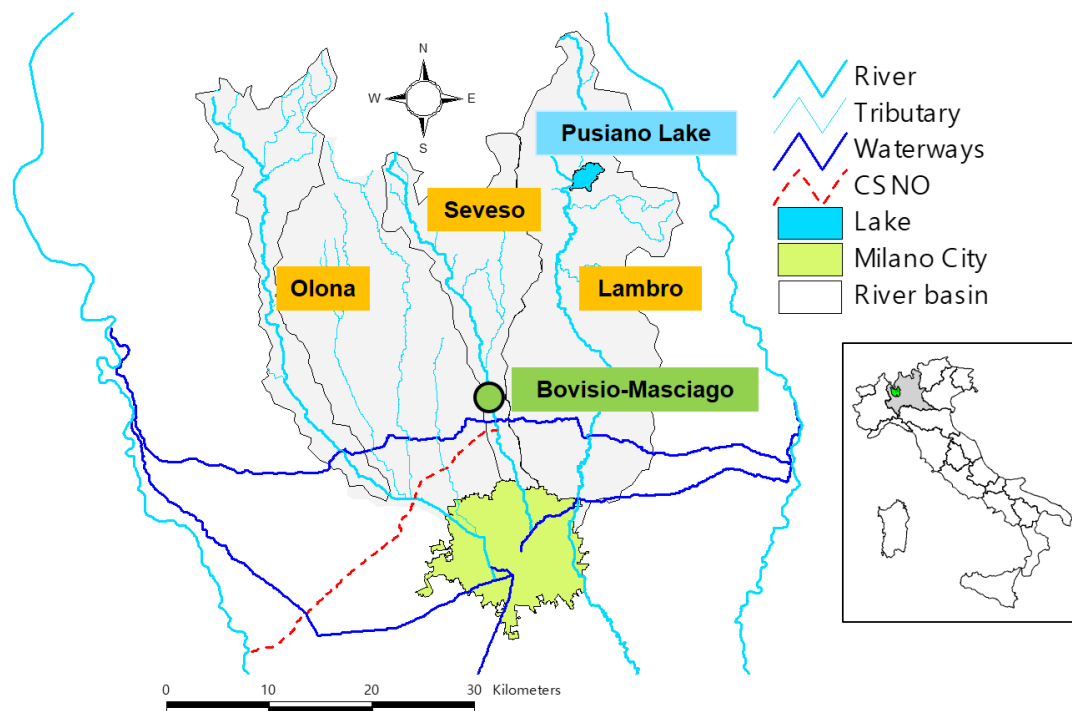 N
W
E
S
Pusiano Lake
Seveso
Olona
Lambro
Bovisio-Masciago
River
Tributary
Waterways
CSNO
Lake
Milano City
River basin
0 10 20 30 Kilometers